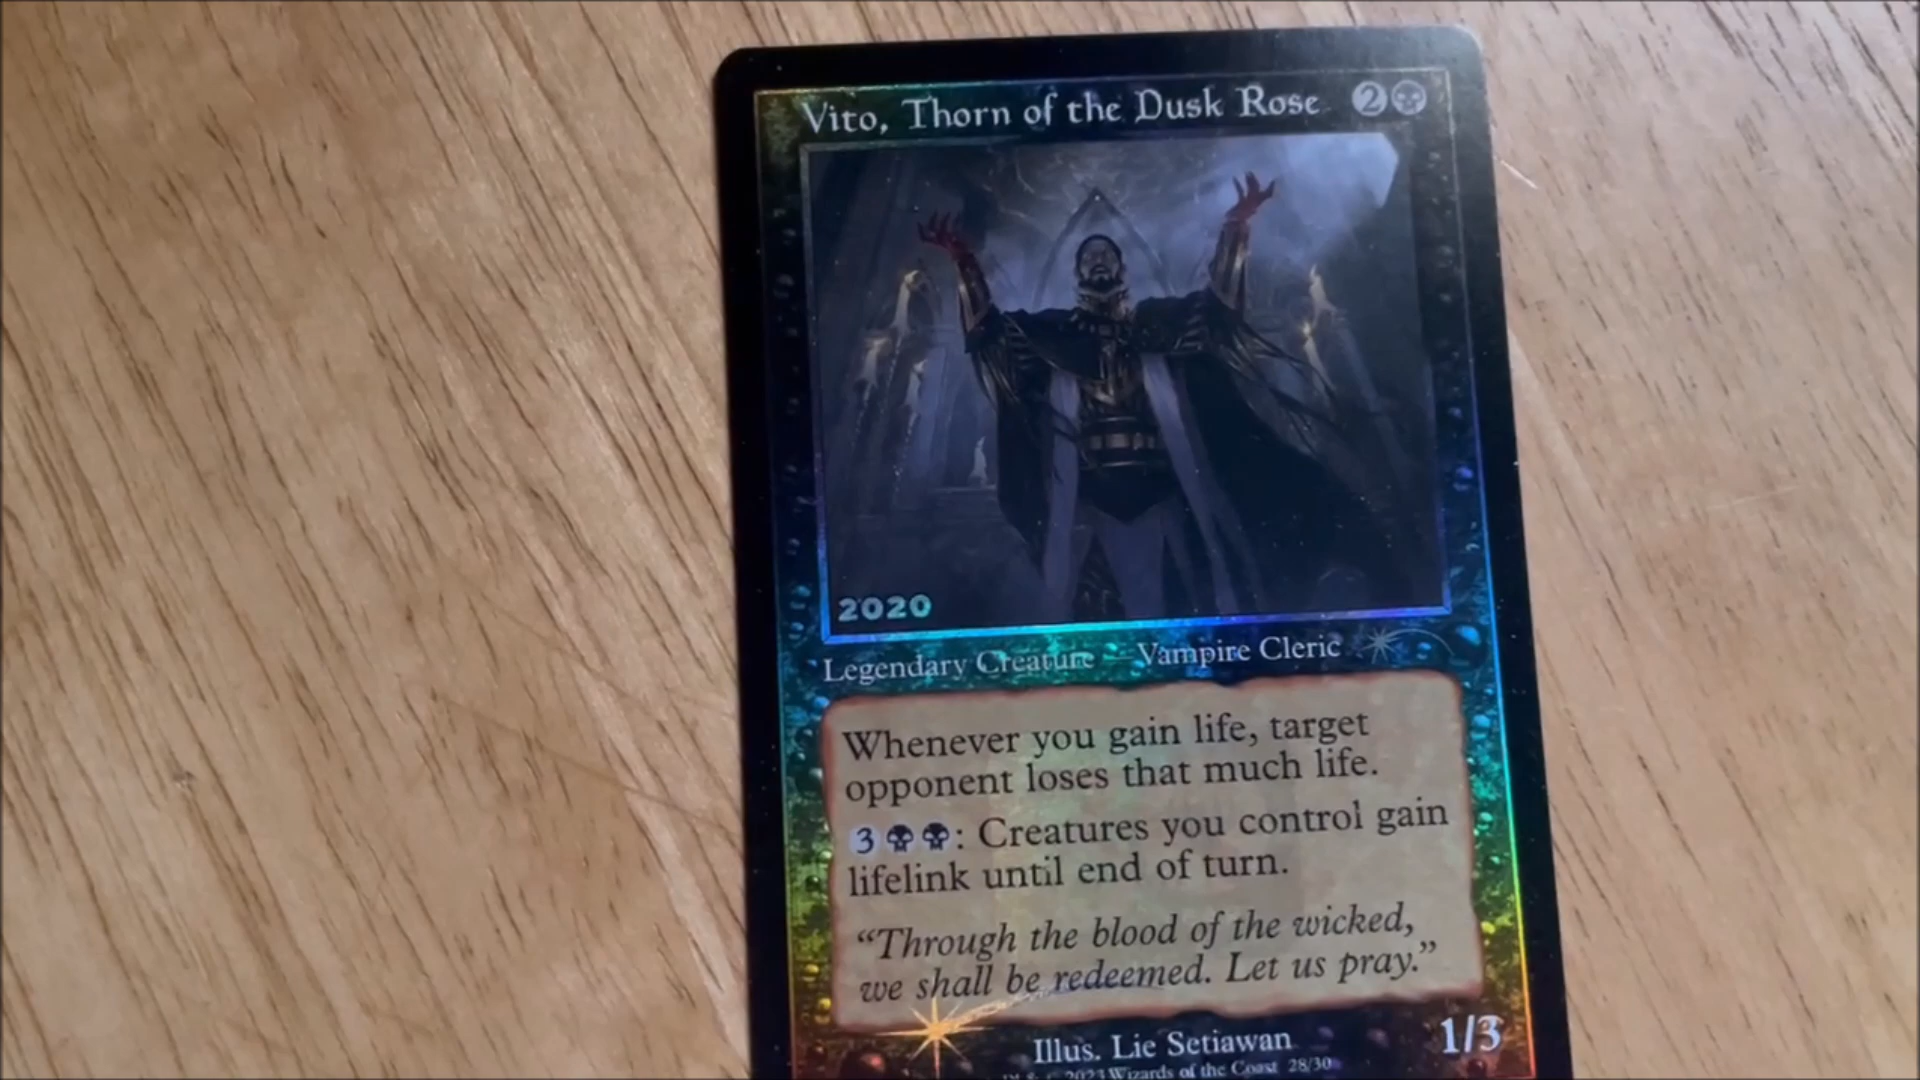 Vito, Thorn of the Dusk Rose 2
2020
Legendary Creature — Vampire Cleric
Whenever you gain life, target
opponent loses that much life.
3 : Creatures you control gain
lifelink until end of turn.
“Through the blood of the wicked,
we shall be redeemed. Let us pray.”
Illus. Lie Setiawan
1/3
2023 Wizards of the Coast 28/30